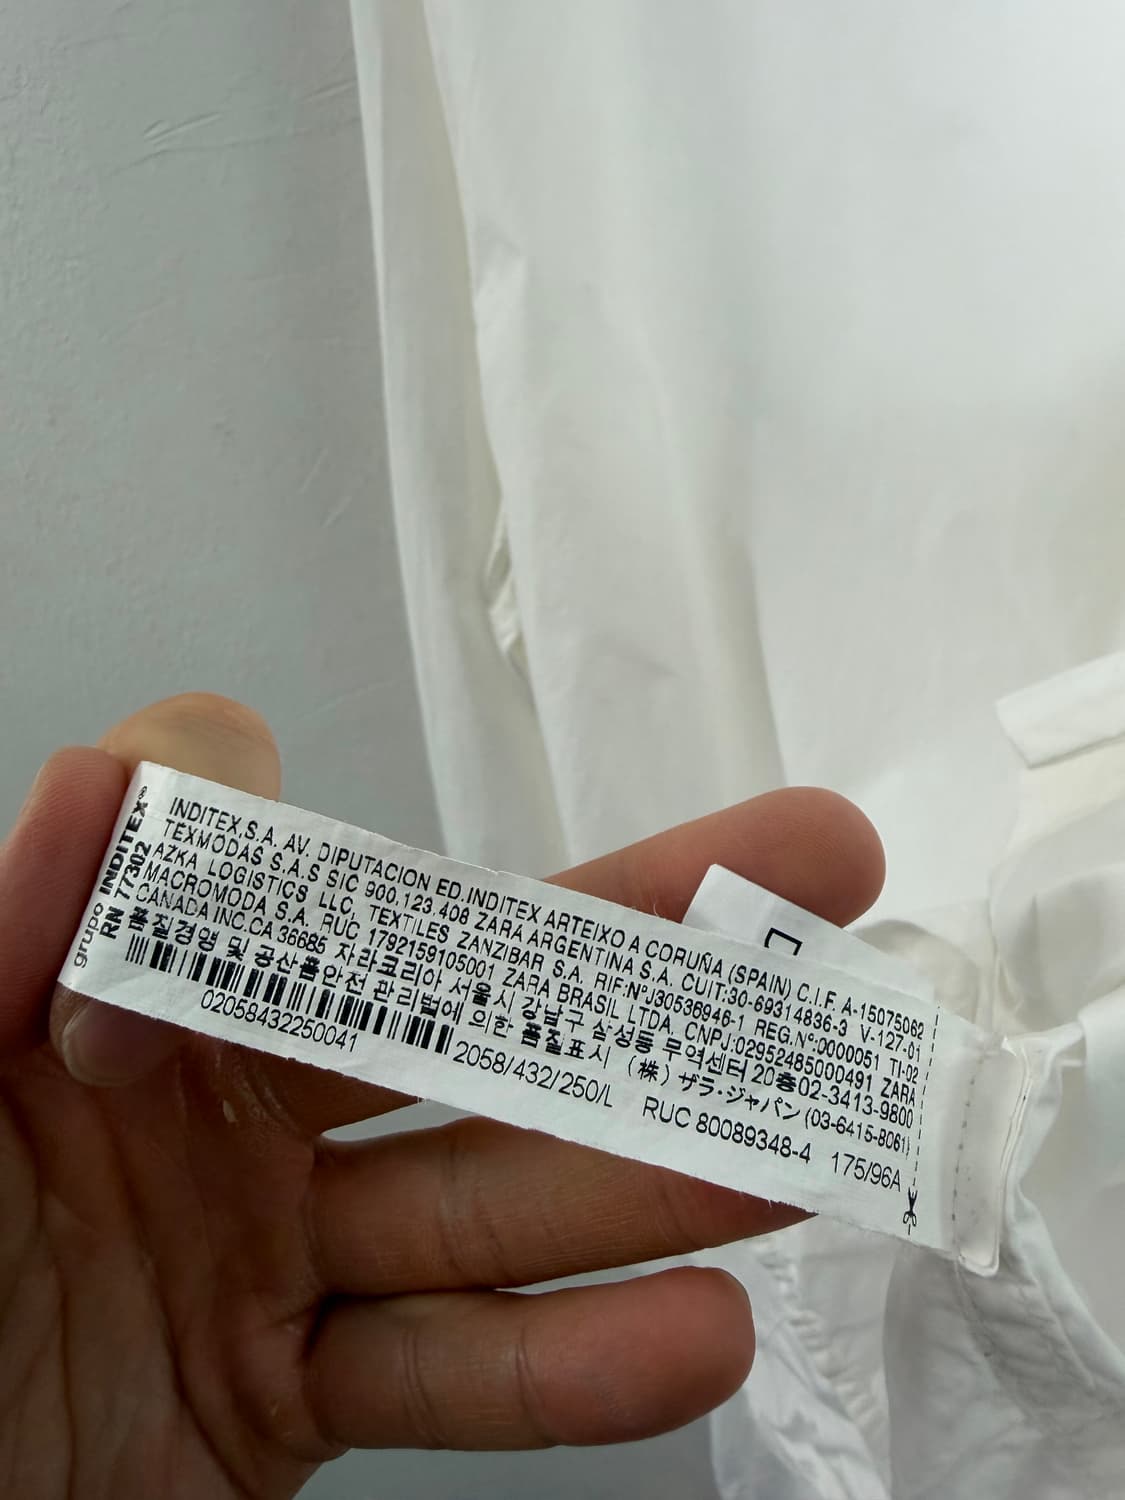 grupo INDITEX®
RN 77302
INDITEX,S.A. AV. DIPUTACION ED.INDITEX ARTEIXO A CORUÑA (SPAIN) C.I.F. A-15075062
TEXMODAS S.A.S SIC 900.123.408 ZARA ARGENTINA S.A. CUIT:30-69314836-3 V-127-01
AZKA LOGISTICS LLC, TEXTILES ZANZIBAR S.A. RIF:NºJ30536946-1 REG.Nº:0000051 TI-02
MACROMODA S.A. RUC 1792159105001 ZARA BRASIL LTDA, CNPJ:02952485000491 ZARA
CANADA INC.CA 36685 자라코리아 서울시 강남구 삼성동 무역센터 20층02-3413-9800
품질경영 및 공산품안전 관리법에 의한 품질표시 (株) ザラ・ジャパン (03-6415-8061)
02058432250041 2058/432/250/L RUC 80089348-4 175/96A